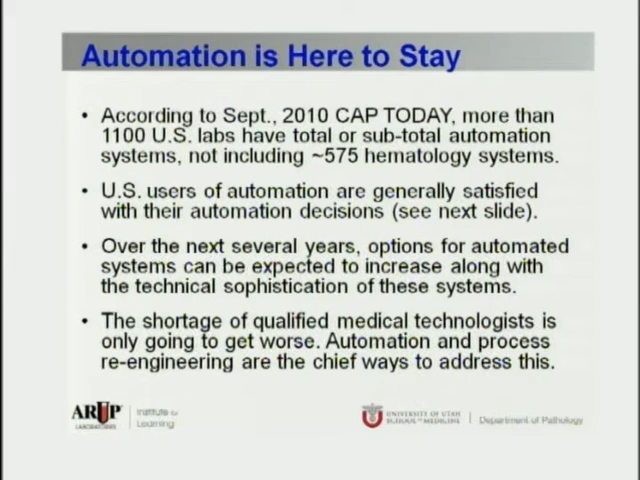 Automation is Here to Stay
• According to Sept., 2010 CAP TODAY, more than
1100 U.S. labs have total or sub-total automation
systems, not including ~575 hematology systems.
• U.S. users of automation are generally satisfied
with their automation decisions (see next slide).
• Over the next several years, options for automated
systems can be expected to increase along with
the technical sophistication of these systems.
• The shortage of qualified medical technologists is
only going to get worse. Automation and process
re-engineering are the chief ways to address this.
ARUP
LABORATORIES
Institute for
Learning
UNIVERSITY OF UTAH
SCHOOL OF MEDICINE
Department of Pathology